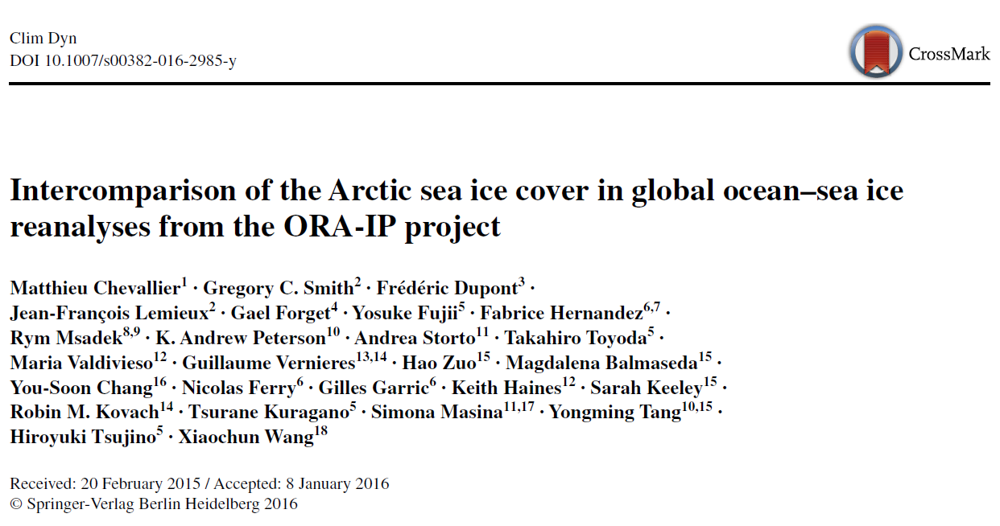 Clim Dyn
DOI 10.1007/s00382-016-2985-y
CrossMark
Intercomparison of the Arctic sea ice cover in global ocean–sea ice
reanalyses from the ORA-IP project
Matthieu Chevallier1 · Gregory C. Smith2 · Frédéric Dupont3 ·
Jean-François Lemieux2 · Gael Forget4 · Yosuke Fujii5 · Fabrice Hernandez6,7 ·
Rym Msadek8,9 · K. Andrew Peterson10 · Andrea Storto11 · Takahiro Toyoda5 ·
Maria Valdivieso12 · Guillaume Vernieres13,14 · Hao Zuo15 · Magdalena Balmaseda15 ·
You-Soon Chang16 · Nicolas Ferry6 · Gilles Garric6 · Keith Haines12 · Sarah Keeley15 ·
Robin M. Kovach14 · Tsurane Kuragano5 · Simona Masina11,17 · Yongming Tang10,15 ·
Hiroyuki Tsujino5 · Xiaochun Wang18
Received: 20 February 2015 / Accepted: 8 January 2016
© Springer-Verlag Berlin Heidelberg 2016